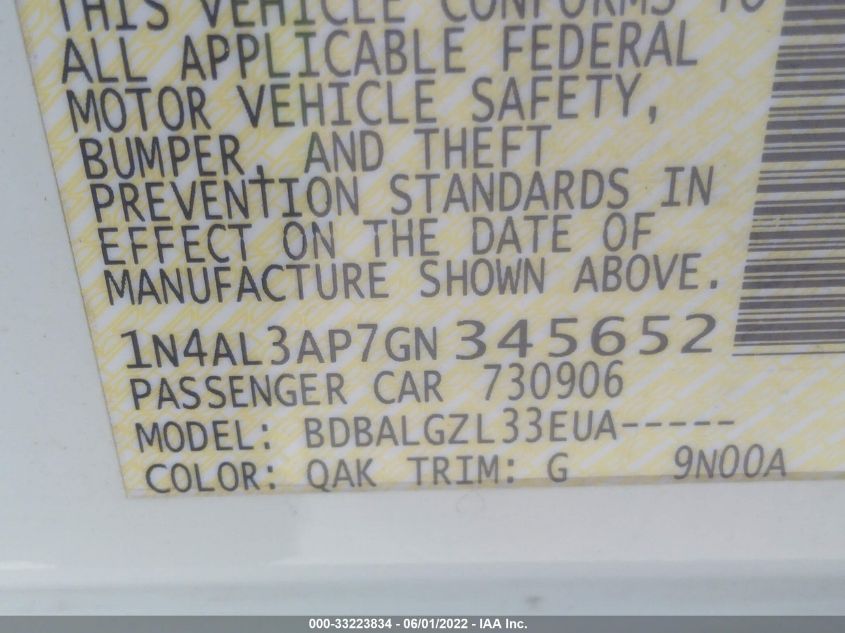 THIS VEHICLE CONFORMS TO
ALL APPLICABLE FEDERAL
MOTOR VEHICLE SAFETY,
BUMPER, AND THEFT
PREVENTION STANDARDS IN
EFFECT ON THE DATE OF
MANUFACTURE SHOWN ABOVE.
1N4AL3AP7GN345652
PASSENGER CAR 730906
MODEL: BDBALGZL33EUA-----
COLOR: QAK TRIM: G 9N00A
000-33223834 - 06/01/2022 - IAA Inc.